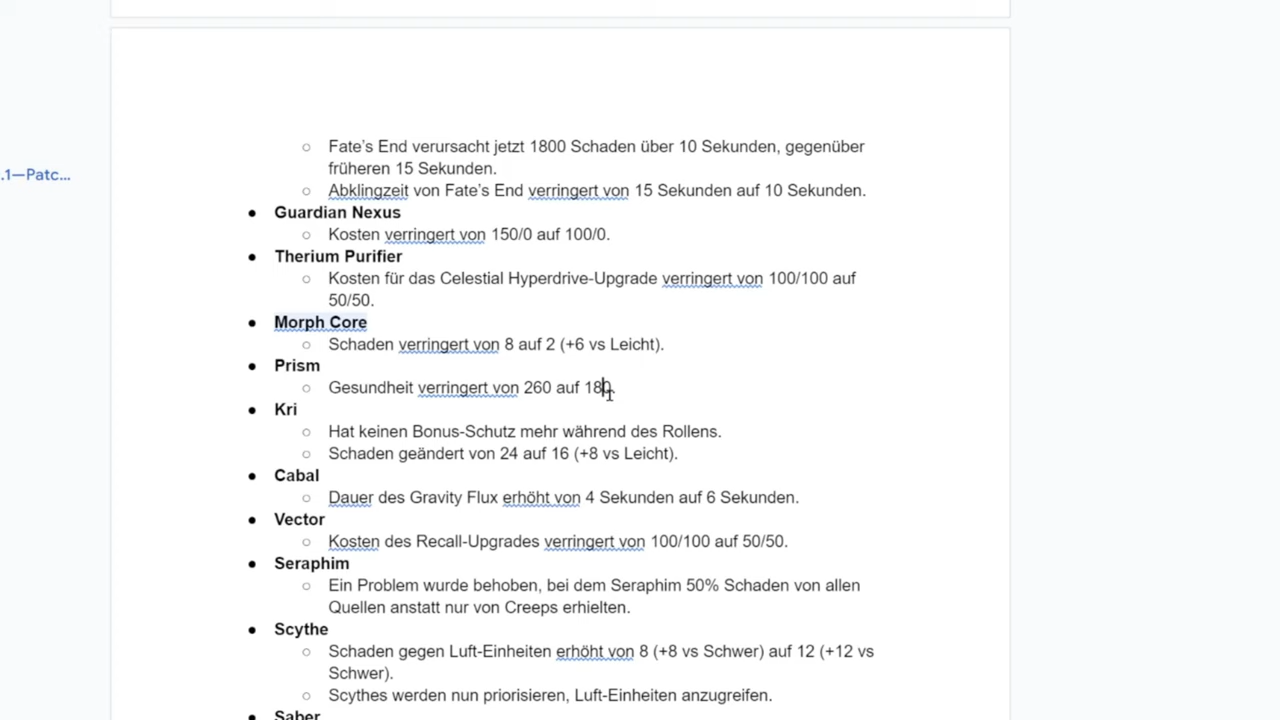 Fate’s End verursacht jetzt 1800 Schaden über 10 Sekunden, gegenüber
früheren 15 Sekunden.
.1—Patc...
Abklingzeit von Fate’s End verringert von 15 Sekunden auf 10 Sekunden.
Guardian Nexus
Kosten verringert von 150/0 auf 100/0.
Therium Purifier
Kosten für das Celestial Hyperdrive-Upgrade verringert von 100/100 auf
50/50.
Morph Core
Schaden verringert von 8 auf 2 (+6 vs Leicht).
Prism
Gesundheit verringert von 260 auf 180.
Kri
Hat keinen Bonus-Schutz mehr während des Rollens.
Schaden geändert von 24 auf 16 (+8 vs Leicht).
Cabal
Dauer des Gravity Flux erhöht von 4 Sekunden auf 6 Sekunden.
Vector
Kosten des Recall-Upgrades verringert von 100/100 auf 50/50.
Seraphim
Ein Problem wurde behoben, bei dem Seraphim 50% Schaden von allen
Quellen anstatt nur von Creeps erhielten.
Scythe
Schaden gegen Luft-Einheiten erhöht von 8 (+8 vs Schwer) auf 12 (+12 vs
Schwer).
Scythes werden nun priorisieren, Luft-Einheiten anzugreifen.
Saber